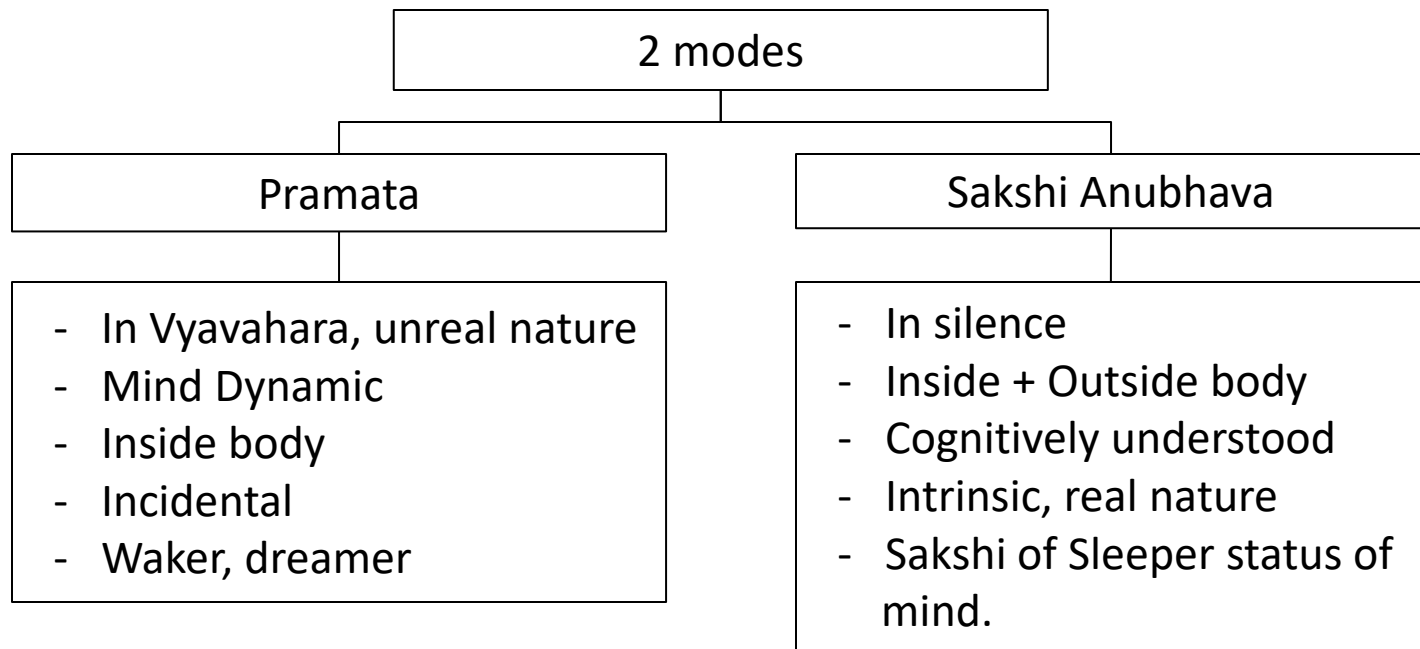 2 modes
Pramata
- In Vyavahara, unreal nature
- Mind Dynamic
- Inside body
- Incidental
- Waker, dreamer
Sakshi Anubhava
- In silence
- Inside + Outside body
- Cognitively understood
- Intrinsic, real nature
- Sakshi of Sleeper status of
mind.